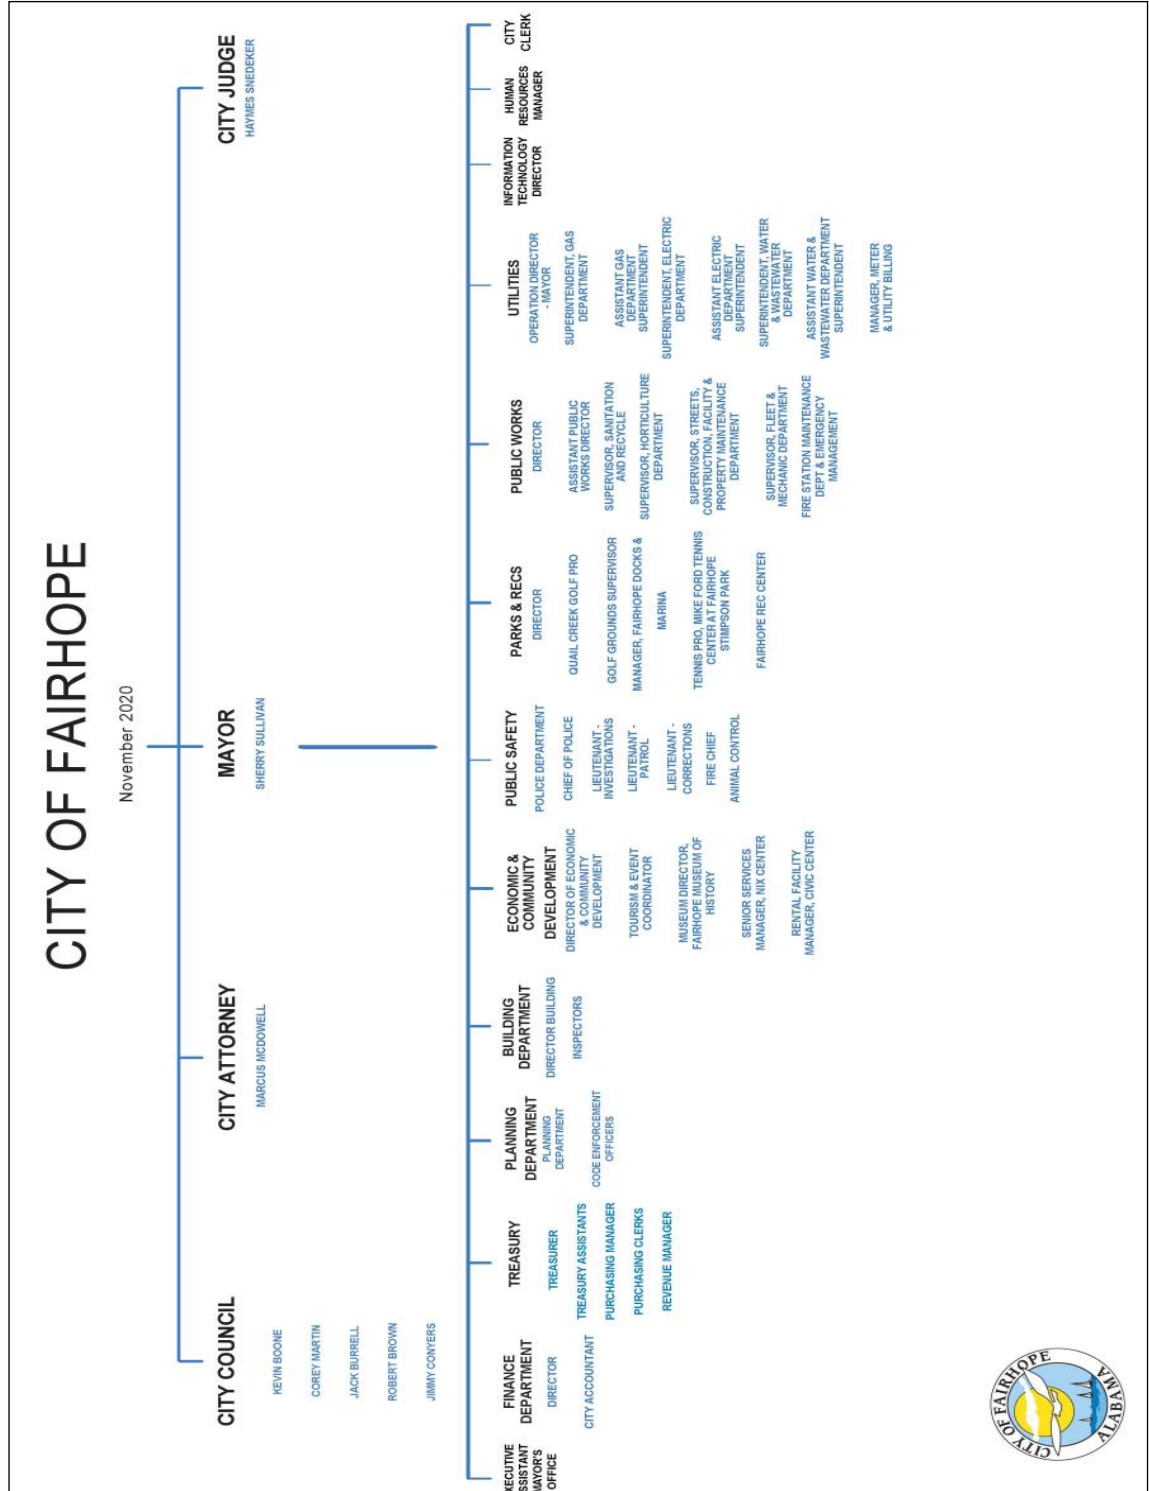 CITY OF FAIRHOPE
November 2020
CITY COUNCIL
KEVIN BOONE
COREY MARTIN
JACK BURRELL
ROBERT BROWN
JIMMY CONYERS
CITY ATTORNEY
MARCUS MCDOWELL
MAYOR
SHERRY SULLIVAN
CITY JUDGE
HAYMES SNEDEKER
XECUTIVE
SSISTANT
MAYOR'S
OFFICE
FINANCE
DEPARTMENT
DIRECTOR
CITY ACCOUNTANT
TREASURY
TREASURER
TREASURY ASSISTANTS
PURCHASING MANAGER
PURCHASING CLERKS
REVENUE MANAGER
PLANNING
DEPARTMENT
PLANNING
DEPARTMENT
CODE ENFORCEMENT
OFFICERS
BUILDING
DEPARTMENT
DIRECTOR BUILDING
INSPECTORS
ECONOMIC &
COMMUNITY
DEVELOPMENT
DIRECTOR OF ECONOMIC
& COMMUNITY
DEVELOPMENT
TOURISM & EVENT
COORDINATOR
MUSEUM DIRECTOR,
FAIRHOPE MUSEUM OF
HISTORY
SENIOR SERVICES
MANAGER, NIX CENTER
RENTAL FACILITY
MANAGER, CIVIC CENTER
PUBLIC SAFETY
POLICE DEPARTMENT
CHIEF OF POLICE
LIEUTENANT -
INVESTIGATIONS
LIEUTENANT -
PATROL
LIEUTENANT -
CORRECTIONS
FIRE CHIEF
ANIMAL CONTROL
PARKS & RECS
DIRECTOR
QUAIL CREEK GOLF PRO
GOLF GROUNDS SUPERVISOR
MANAGER, FAIRHOPE DOCKS &
MARINA
TENNIS PRO, MIKE FORD TENNIS
CENTER AT FAIRHOPE
STIMPSON PARK
FAIRHOPE REC CENTER
PUBLIC WORKS
DIRECTOR
ASSISTANT PUBLIC
WORKS DIRECTOR
SUPERVISOR, SANITATION
AND RECYCLE
SUPERVISOR, HORTICULTURE
DEPARTMENT
SUPERVISOR, STREETS,
CONSTRUCTION, FACILITY &
PROPERTY MAINTENANCE
DEPARTMENT
SUPERVISOR, FLEET &
MECHANIC DEPARTMENT
FIRE STATION MAINTENANCE
DEPT & EMERGENCY
MANAGEMENT
UTILITIES
OPERATION DIRECTOR
- MAYOR
SUPERINTENDENT, GAS
DEPARTMENT
ASSISTANT GAS
DEPARTMENT
SUPERINTENDENT
SUPERINTENDENT, ELECTRIC
DEPARTMENT
ASSISTANT ELECTRIC
DEPARTMENT
SUPERINTENDENT
SUPERINTENDENT, WATER
& WASTEWATER
DEPARTMENT
ASSISTANT WATER &
WASTEWATER DEPARTMENT
SUPERINTENDENT
MANAGER, METER
& UTILITY BILLING
INFORMATION
TECHNOLOGY
DIRECTOR
HUMAN
RESOURCES
MANAGER
CITY
CLERK
CITY OF FAIRHOPE
ALABAMA